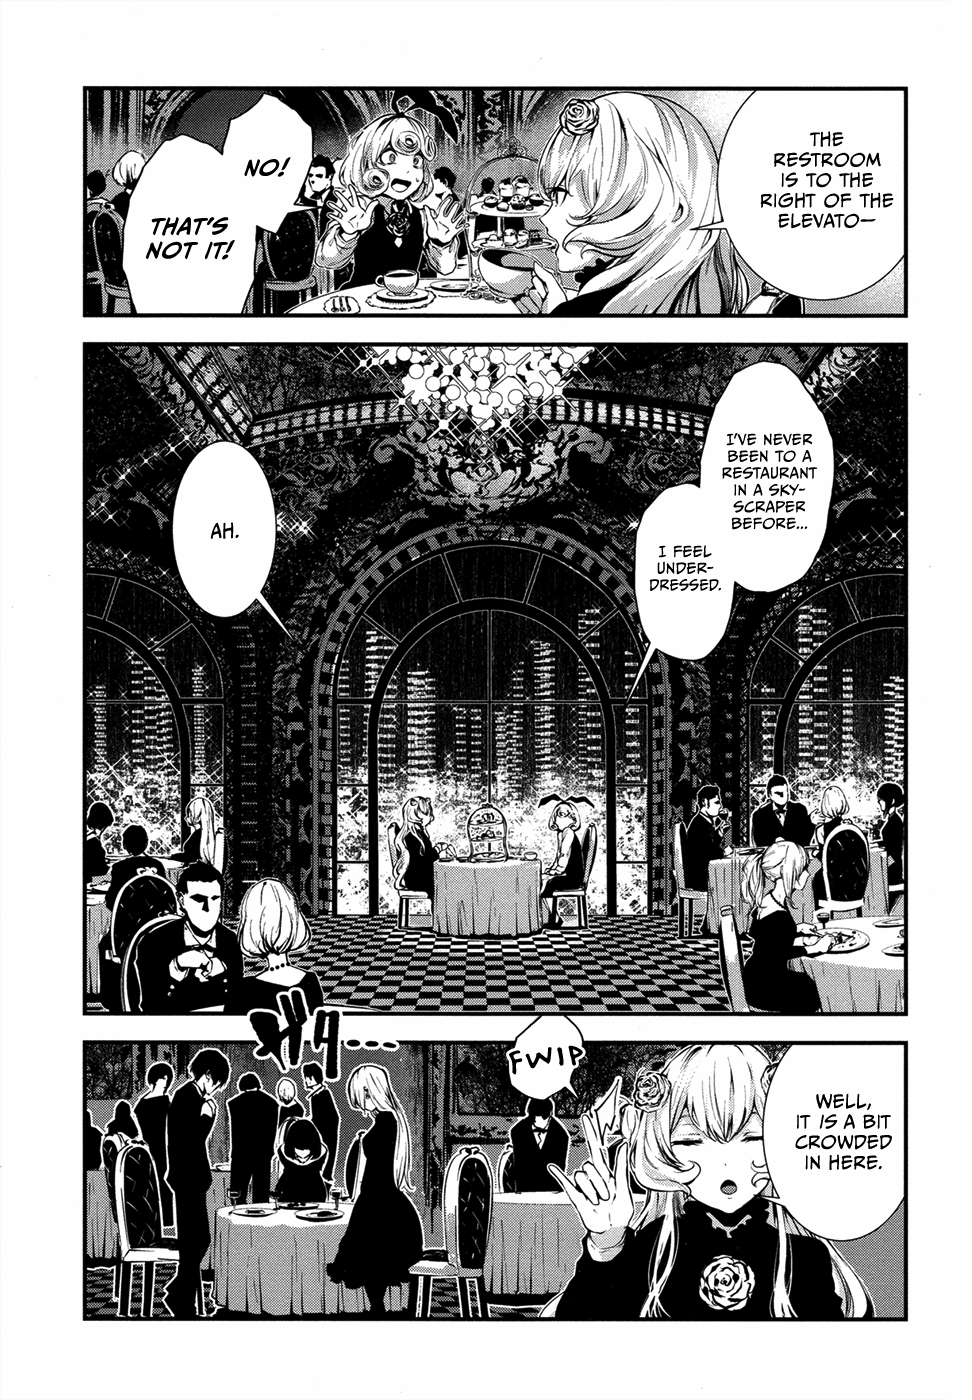 THE
RESTROOM
IS TO THE
RIGHT OF THE
ELEVATO—
NO!
THAT'S
NOT IT!
I'VE NEVER
BEEN TO A
RESTAURANT
IN A SKY-
SCRAPER
BEFORE...
I FEEL
UNDER-
DRESSED.
AH.
WELL,
IT IS A BIT
CROWDED
IN HERE.
FWIP